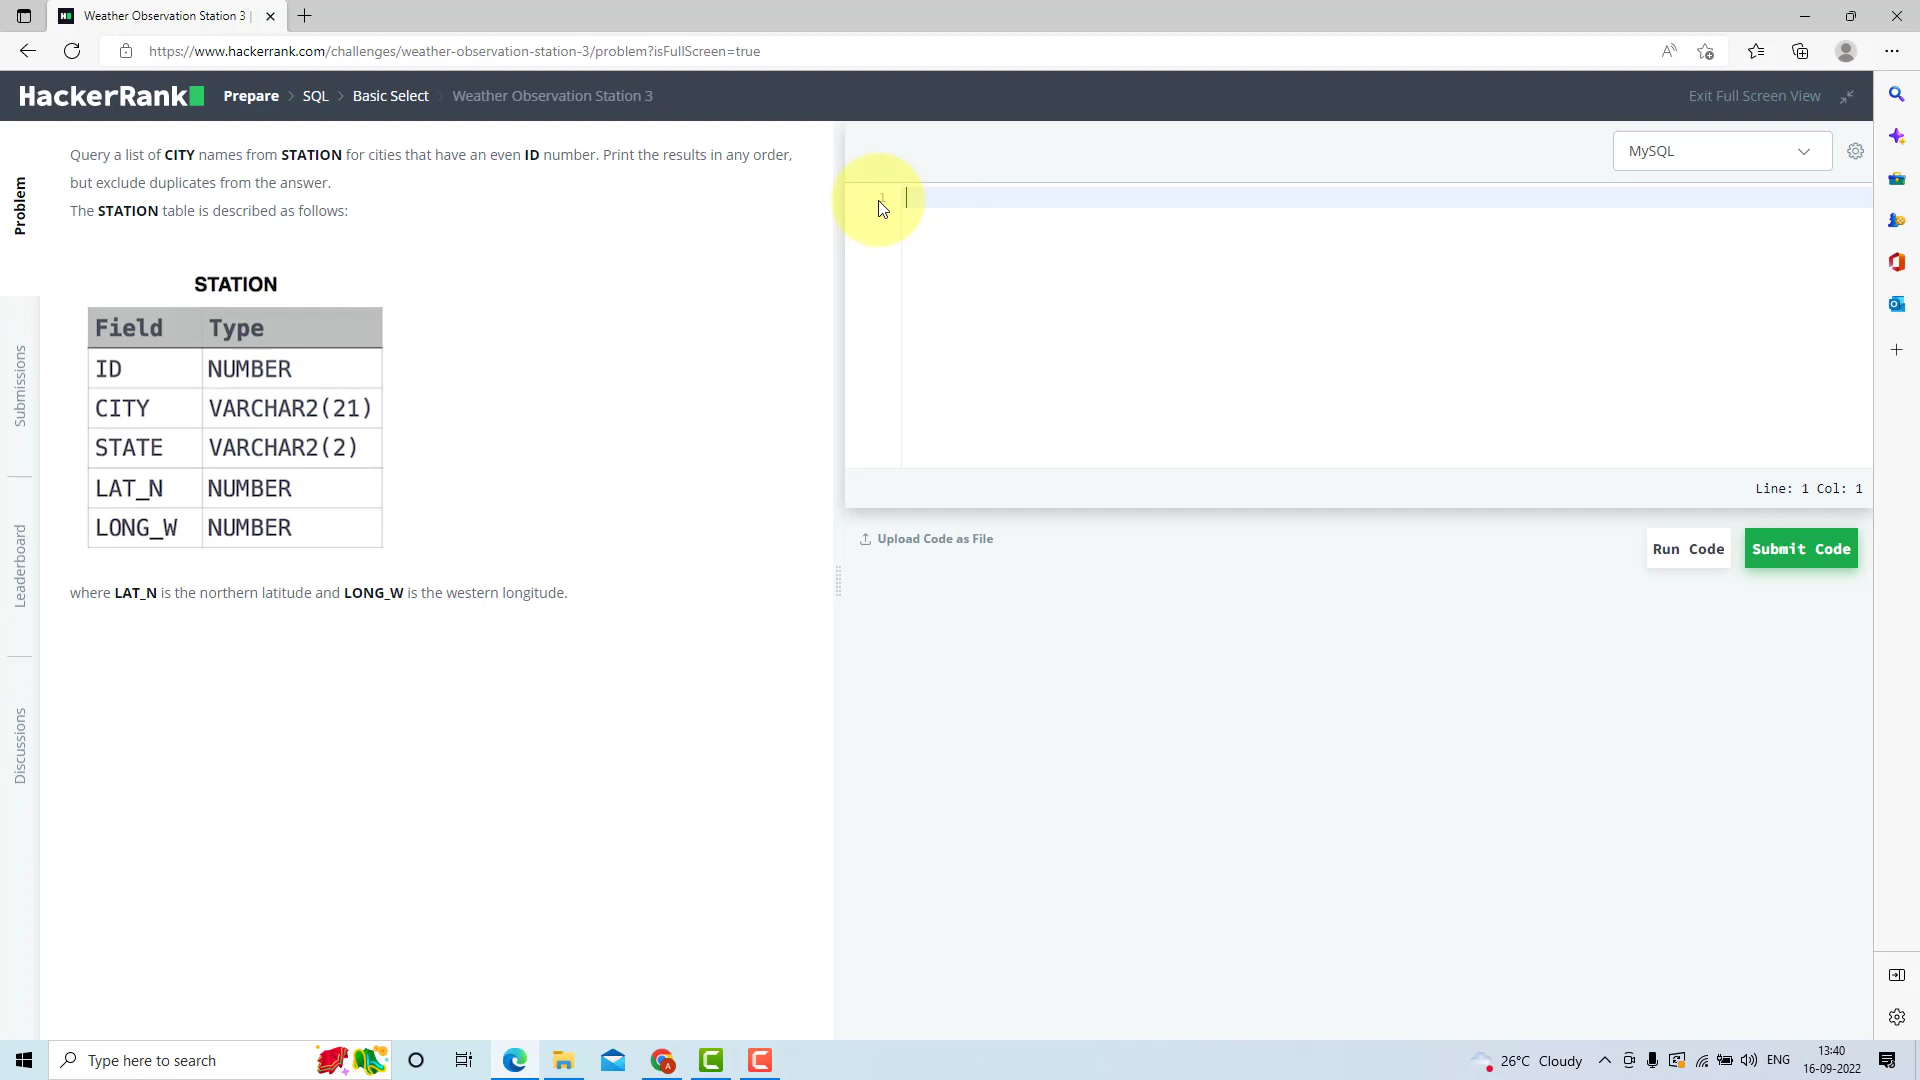 Weather Observation Station 3 |
https://www.hackerrank.com/challenges/weather-observation-station-3/problem?isFullScreen=true
HackerRank Prepare > SQL > Basic Select > Weather Observation Station 3
Exit Full Screen View
Problem
Submissions
Leaderboard
Discussions
Query a list of CITY names from STATION for cities that have an even ID number. Print the results in any order,
but exclude duplicates from the answer.
The STATION table is described as follows:
STATION
Field Type
ID NUMBER
CITY VARCHAR2(21)
STATE VARCHAR2(2)
LAT_N NUMBER
LONG_W NUMBER
where LAT_N is the northern latitude and LONG_W is the western longitude.
MySQL
1
Line: 1 Col: 1
Upload Code as File
Run Code
Submit Code
Type here to search
26°C Cloudy
ENG
13:40
16-09-2022